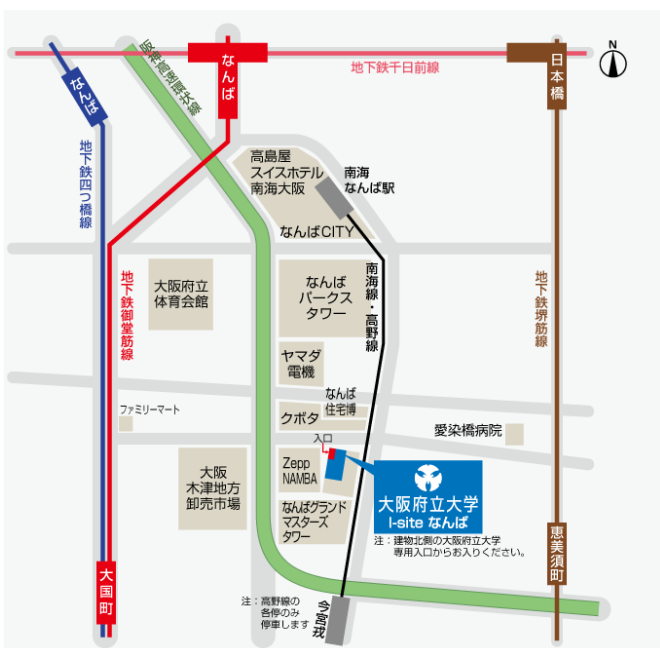 N
地下鉄千日前線
なんば
なんば
日本橋
阪神高速環状線
地下鉄四つ橋線
高島屋
スイスホテル
南海大阪
南海
なんば駅
なんばCITY
地下鉄御堂筋線
大阪府立
体育会館
なんば
パークス
タワー
南海線・高野線
地下鉄堺筋線
ヤマダ
電機
なんば
住宅博
ファミリーマート
クボタ
入口
愛染橋病院
大阪
木津地方
卸売市場
Zepp
NAMBA
大阪府立大学
I-site なんば
なんばグランド
マスターズ
タワー
注：建物北側の大阪府立大学
専用入口からお入りください。
恵美須町
大国町
注：高野線の
各停のみ
停車します
今宮戎